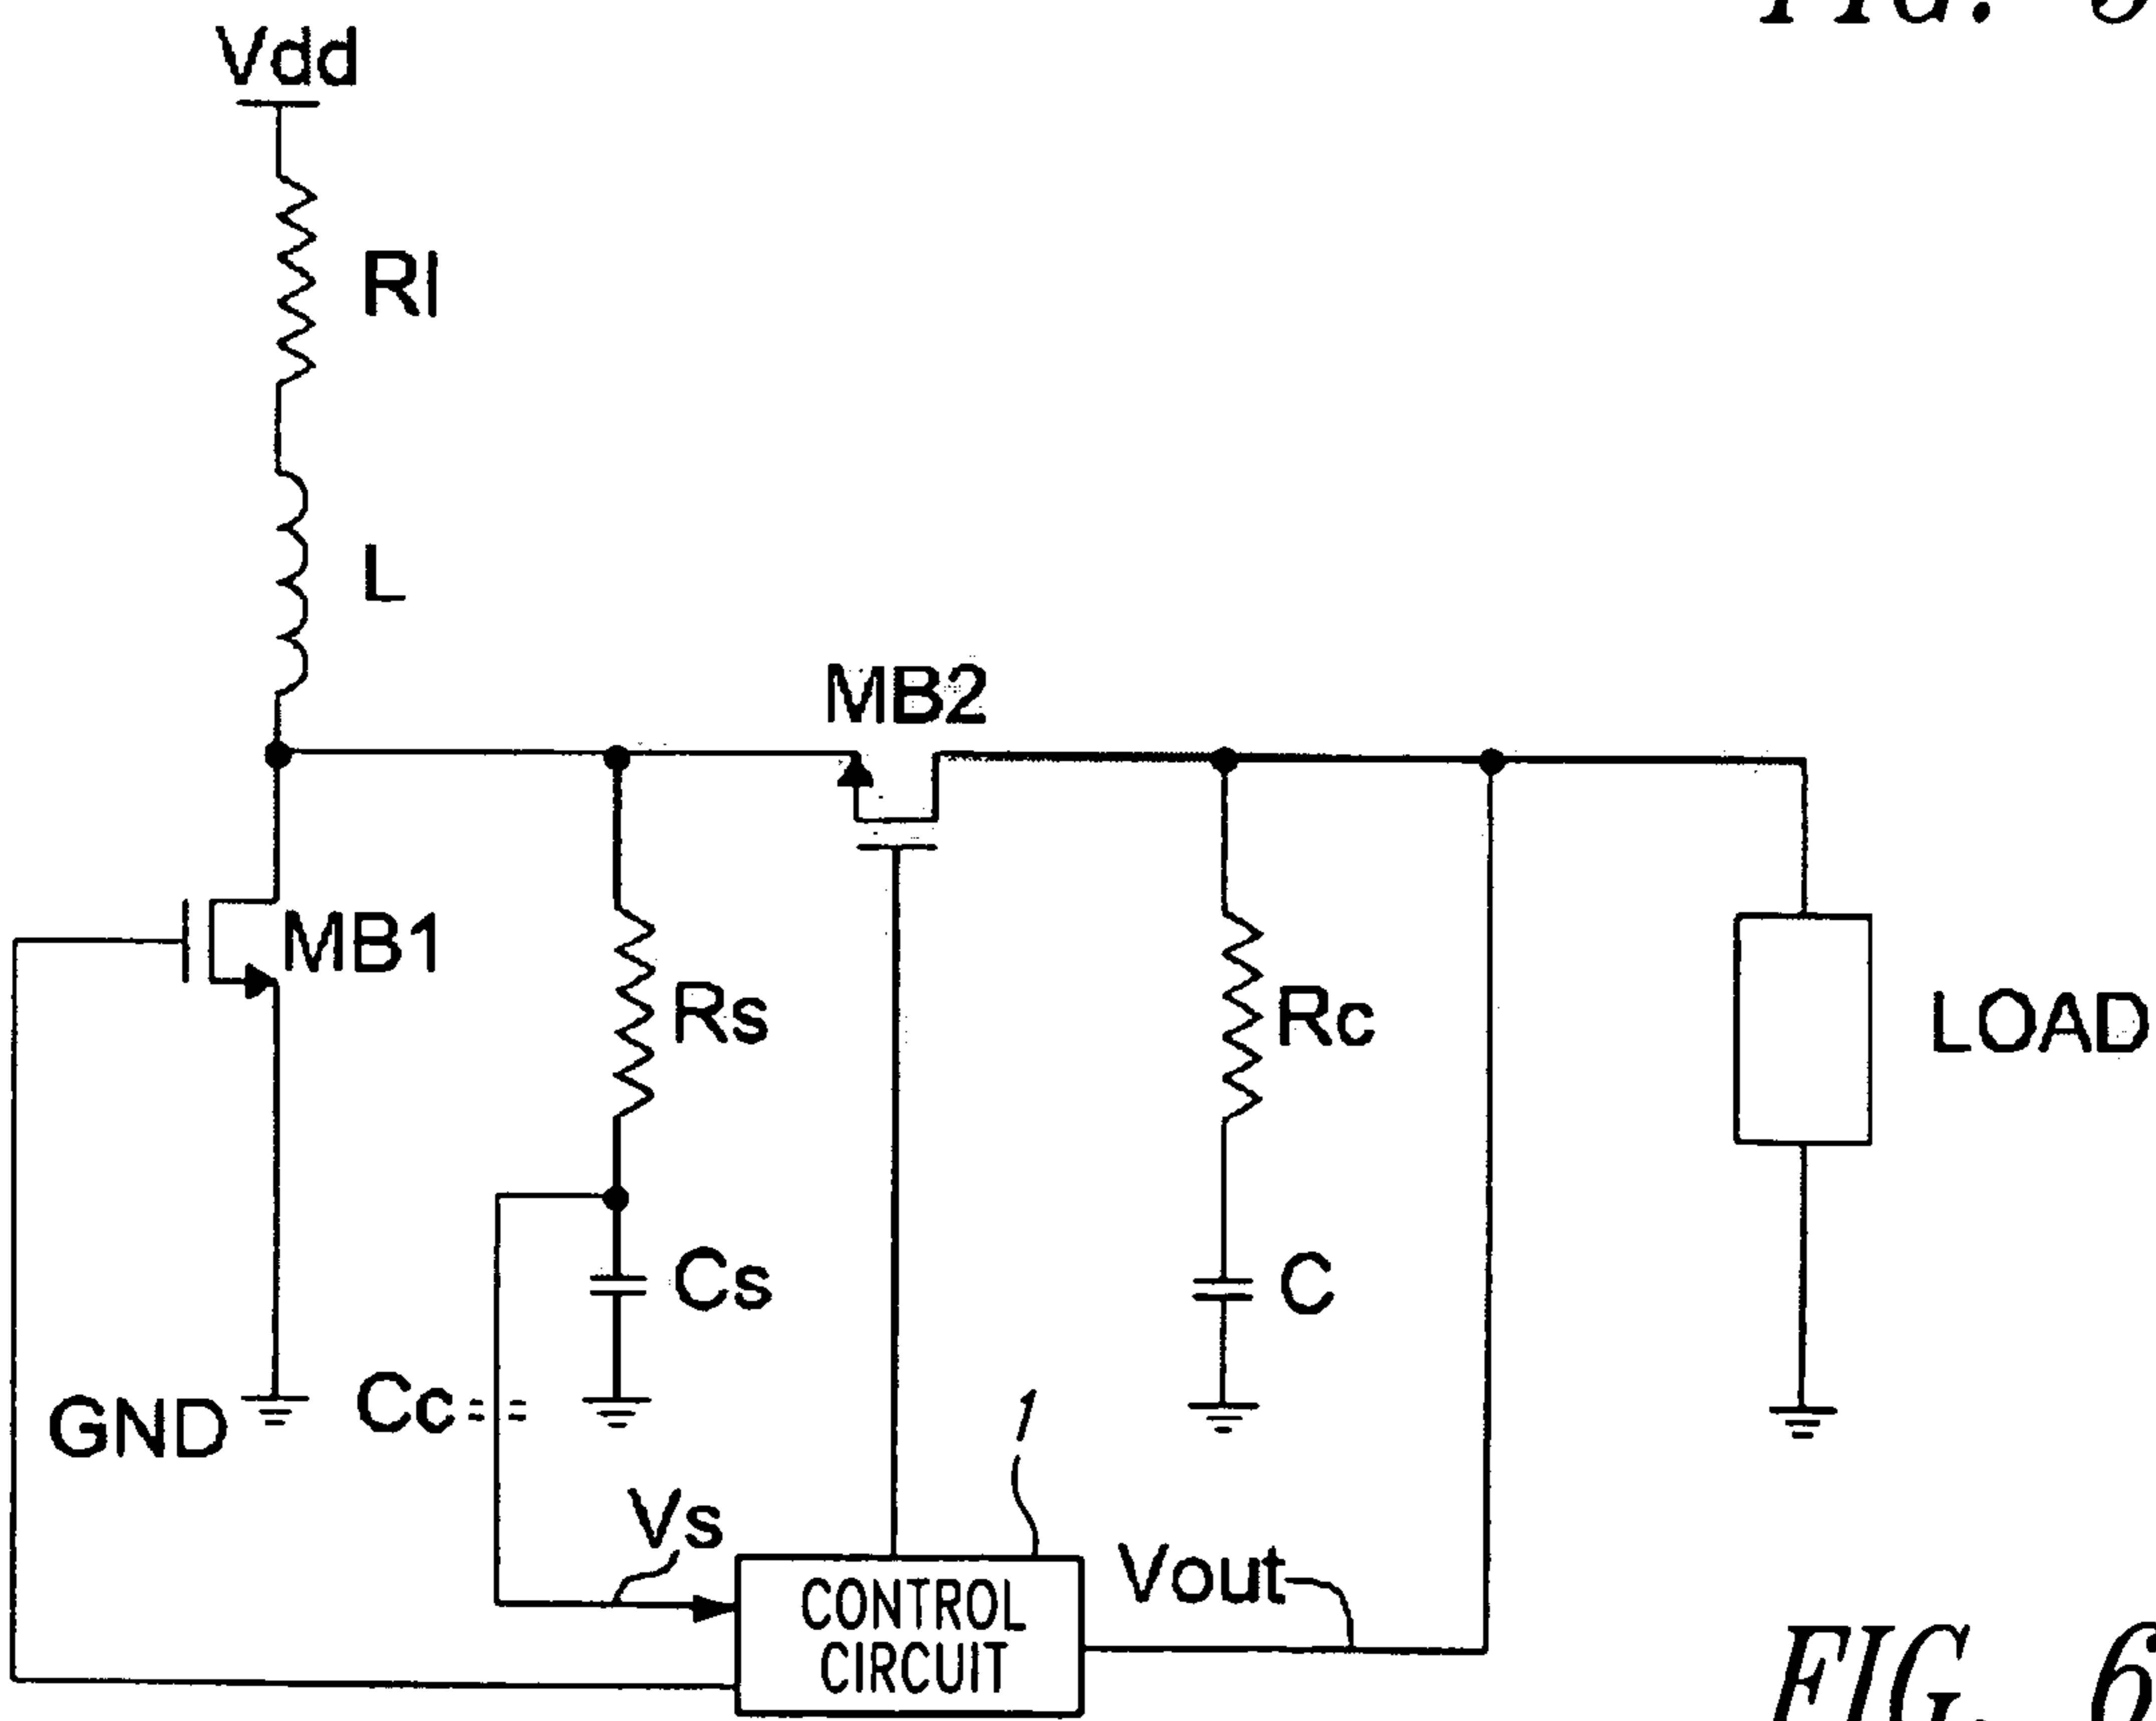 Vdd
Rl
L
MB2
MB1
Rs
Rc
LOAD
Cs
C
GND
Cc
1
Vs
Vout
CONTROL
CIRCUIT
FIG. 6